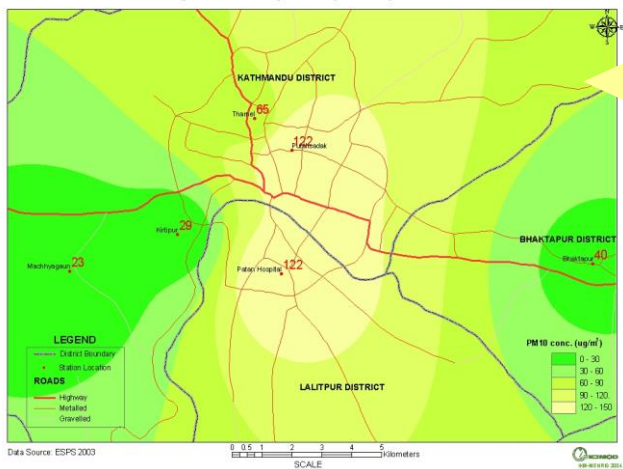 KATHMANDU DISTRICT
Thamel 65
122
Putalisadak
Kirtipur 29
BHAKTAPUR DISTRICT
Bhaktapur 40
Machhyagaun 23
Patan Hospital 122
LALITPUR DISTRICT
LEGEND
District Boundary
Station Location
ROADS
Highway
Metalled
Gravelled
PM10 conc. (ug/m³)
0 - 30
30 - 60
60 - 90
90 - 120
120 - 150
Data Source: ESPS 2003
0 0.5 1 2 3 4 5
Kilometers
SCALE
ICIMOD